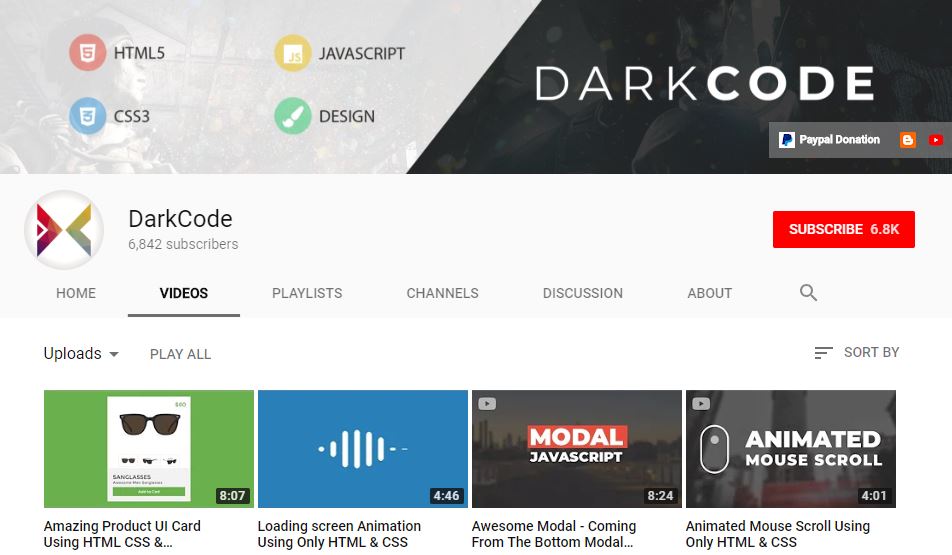 HTML5
JAVASCRIPT
CSS3
DESIGN
DARKCODE
Paypal Donation
DarkCode
6,842 subscribers
SUBSCRIBE 6.8K
HOME VIDEOS PLAYLISTS CHANNELS DISCUSSION ABOUT
Uploads PLAY ALL SORT BY
$60
SANGLASSES
Awesome Men Sanglasses
Add to Cart
8:07
4:46
MODAL
JAVASCRIPT
8:24
ANIMATED
MOUSE SCROLL
4:01
Amazing Product UI Card
Using HTML CSS &...
Loading screen Animation
Using Only HTML & CSS
Awesome Modal - Coming
From The Bottom Modal...
Animated Mouse Scroll Using
Only HTML & CSS